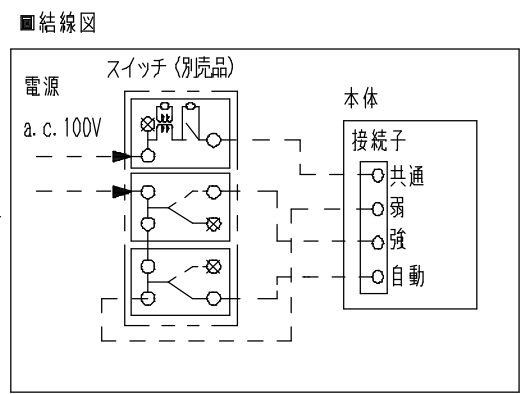 ■結線図
スイッチ（別売品）
電源
a.c.100V
本体
接続子
共通
弱
強
自動